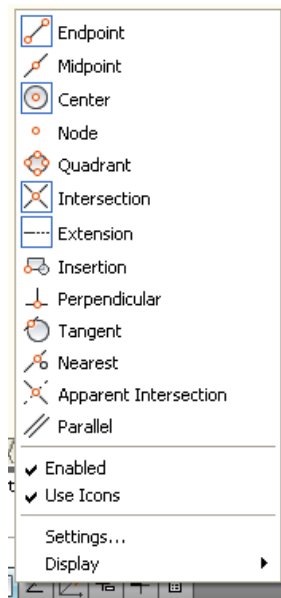 Endpoint
Midpoint
Center
Node
Quadrant
Intersection
Extension
Insertion
Perpendicular
Tangent
Nearest
Apparent Intersection
Parallel
Enabled
Use Icons
Settings...
Display